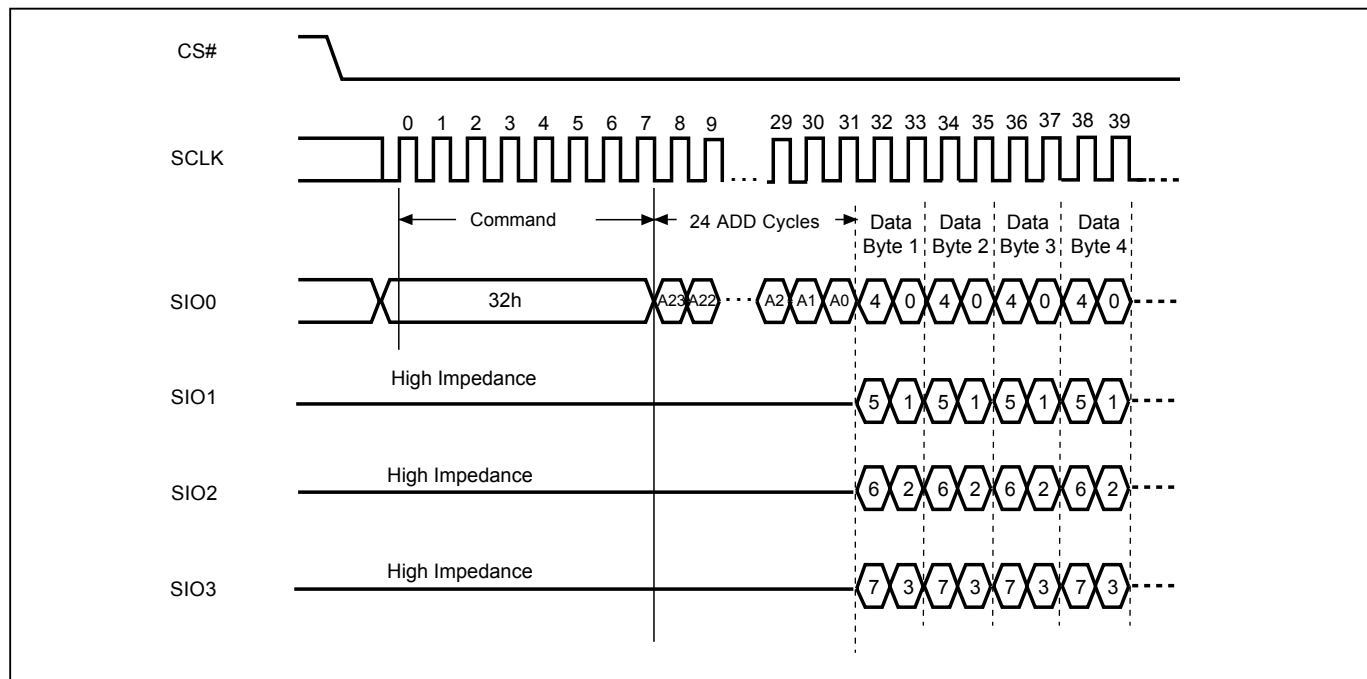 CS#
SCLK
0 1 2 3 4 5 6 7 8 9 29 30 31 32 33 34 35 36 37 38 39
Command
24 ADD Cycles
Data Byte 1
Data Byte 2
Data Byte 3
Data Byte 4
SIO0
32h
A23 A22 A2 A1 A0 4 0 4 0 4 0 4 0
High Impedance
SIO1
5 1 5 1 5 1 5 1
High Impedance
SIO2
6 2 6 2 6 2 6 2
High Impedance
SIO3
7 3 7 3 7 3 7 3